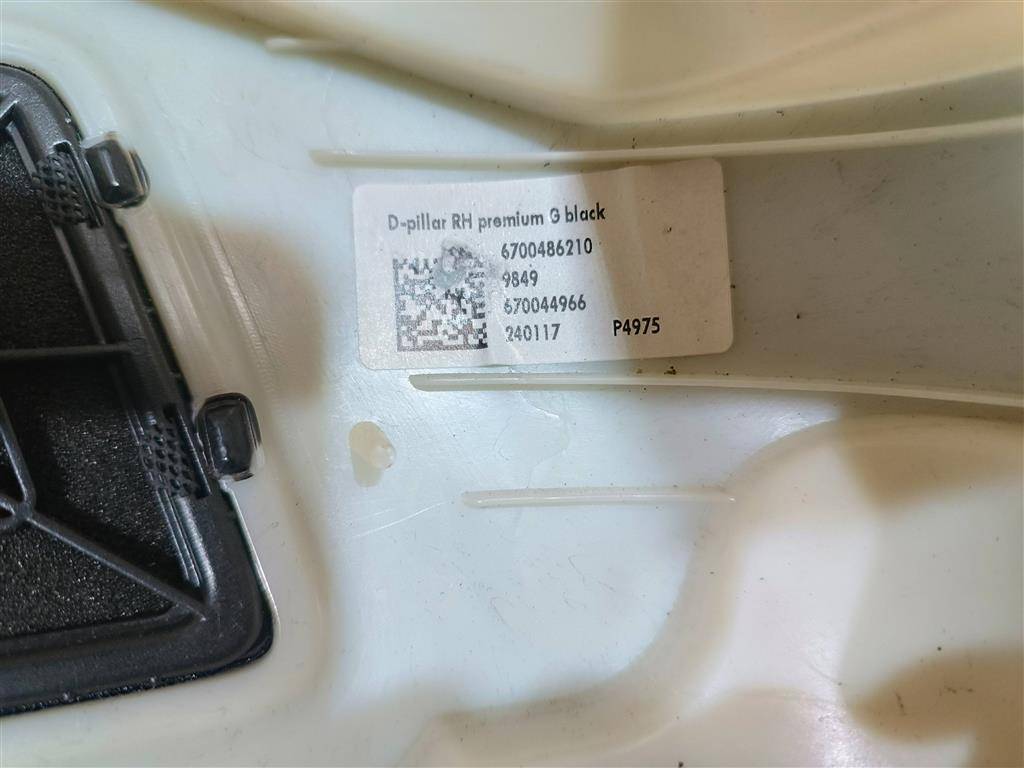 D-pillar RH premium G black
6700486210
9849
670044966
240117 P4975